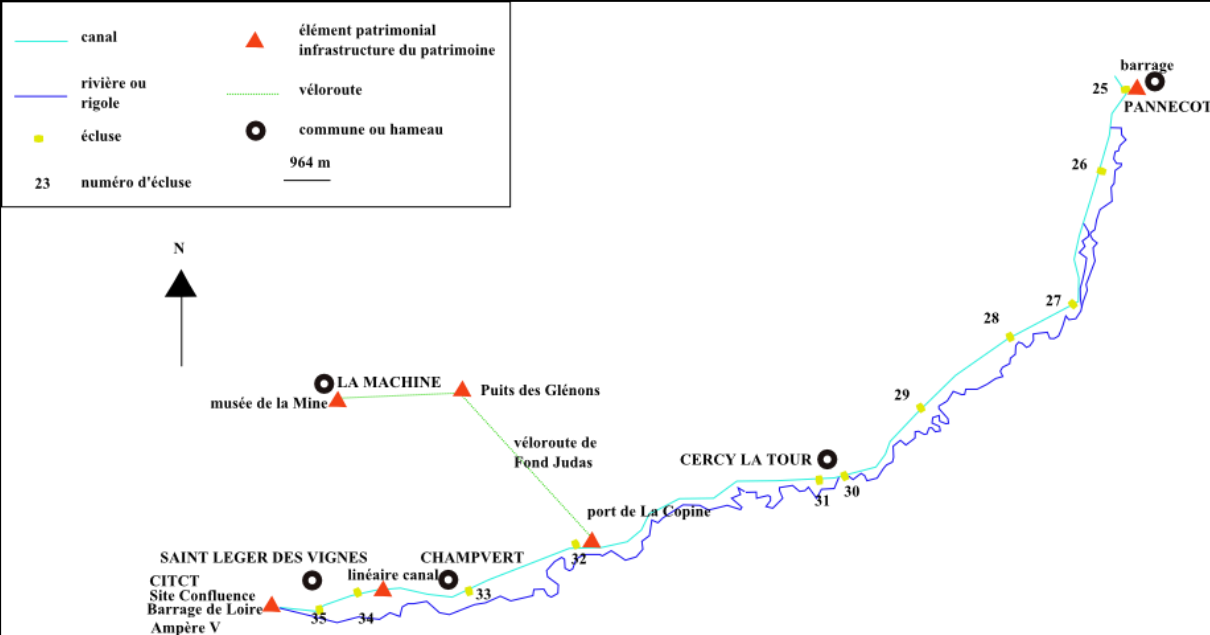 canal
élément patrimonial
infrastructure du patrimoine
rivière ou
rigole
véloroute
écluse
commune ou hameau
964 m
23
numéro d'écluse
barrage
25
PANNECOT
26
N
27
28
LA MACHINE
musée de la Mine
Puits des Glénons
29
véloroute de
Fond Judas
CERCY LA TOUR
30
31
port de La Copine
32
SAINT LEGER DES VIGNES
CHAMPVERT
linéaire canal
33
CITCT
Site Confluence
Barrage de Loire
Ampère V
35
34